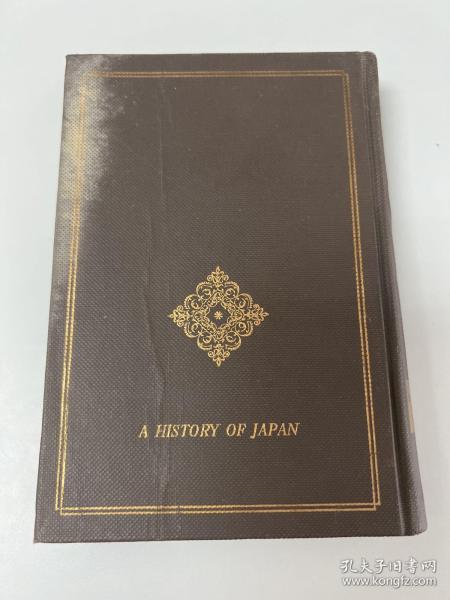 A HISTORY OF JAPAN
孔夫子旧书网
www.kongfz.com